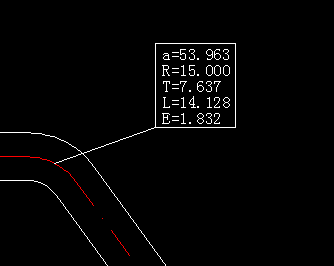 a=53.963
R=15.000
T=7.637
L=14.128
E=1.832